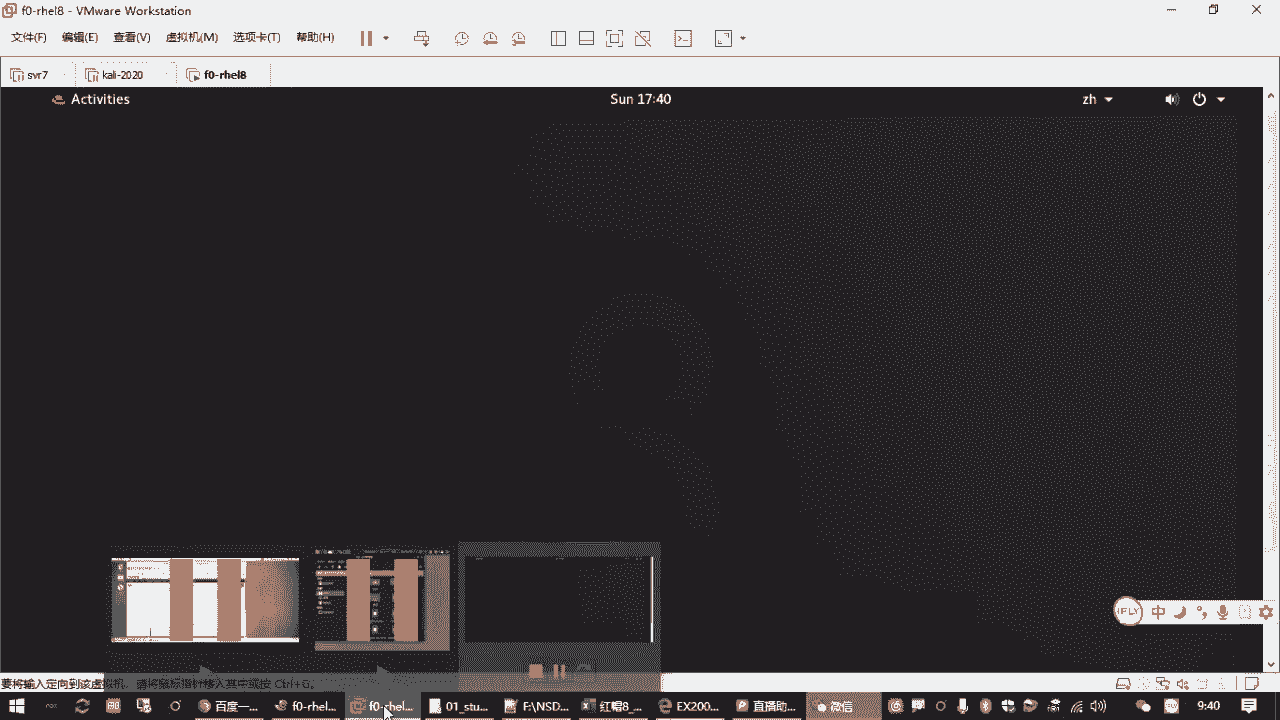 f0-rhel8 - VMware Workstation
文件(F) 编辑(E) 查看(V) 虚拟机(M) 选项卡(T) 帮助(H)
svr7 kali-2020 f0-rhel8
Activities Sun 17:40 zh
iFLY 中
要将输入定向到该虚拟机，请将鼠标指针移入其中或按 Ctrl+G。
百度一... f0-rhel... f0-rhel... 01_stu... F:\NSD... 红帽8_... EX200... 直播助... 微信 9:40